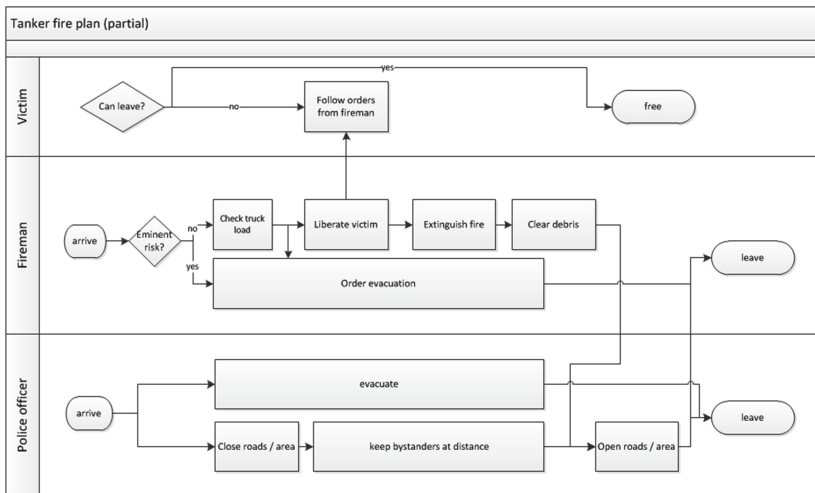 Tanker fire plan (partial)
Victim
Can leave?
yes
no
Follow orders
from fireman
free
Fireman
arrive
Eminent
risk?
no
yes
Check truck
load
Liberate victim
Extinguish fire
Clear debris
Order evacuation
leave
Police officer
arrive
evacuate
Close roads / area
keep bystanders at distance
Open roads / area
leave